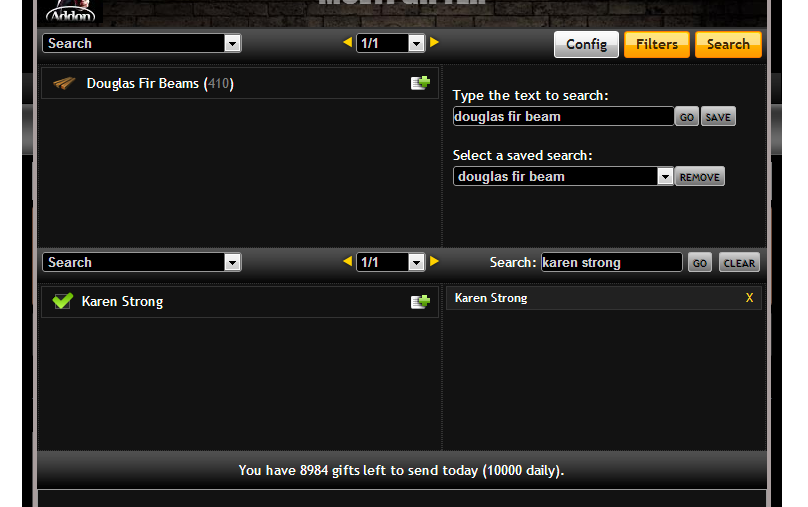 MULTI GIFTER
Addon
Search
1/1
Config
Filters
Search
Douglas Fir Beams (410)
Type the text to search:
douglas fir beam
GO
SAVE
Select a saved search:
douglas fir beam
REMOVE
Search
1/1
Search:
karen strong
GO
CLEAR
Karen Strong
Karen Strong
X
You have 8984 gifts left to send today (10000 daily).